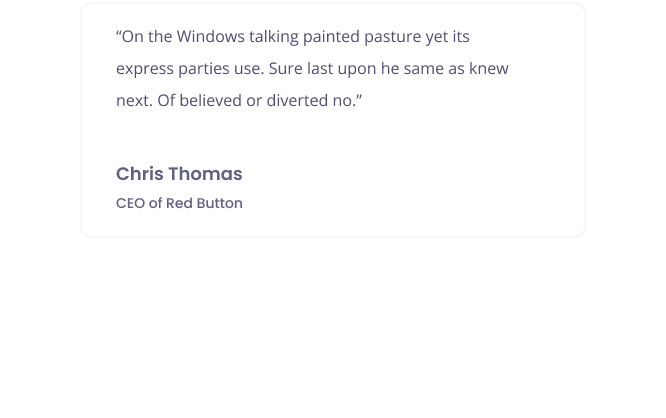 “On the Windows talking painted pasture yet its
express parties use. Sure last upon he same as knew
next. Of believed or diverted no.”
Chris Thomas
CEO of Red Button